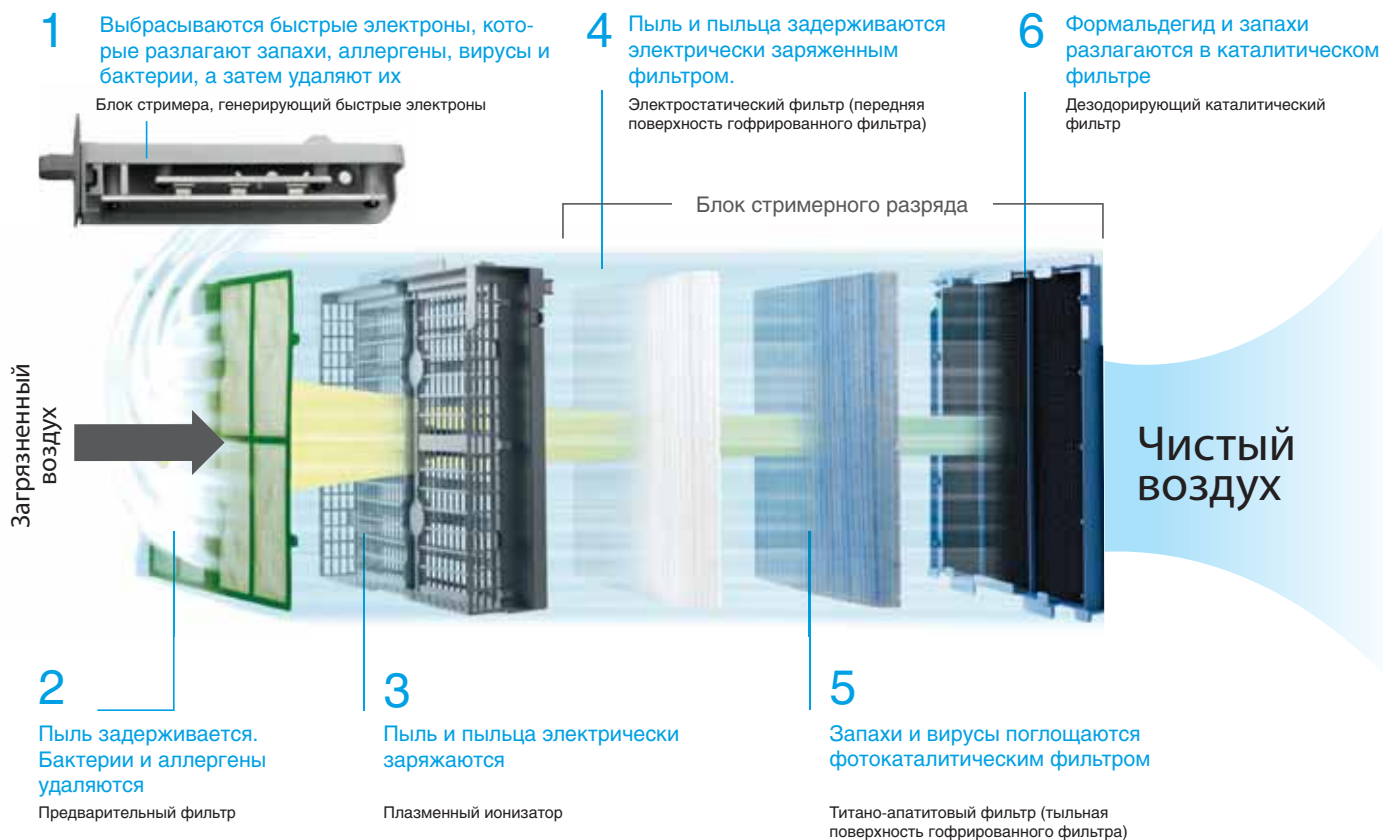 1
Выбрасываются быстрые электроны, кото-
рые разлагают запахи, аллергены, вирусы и
бактерии, а затем удаляют их
Блок стримера, генерирующий быстрые электроны
4
Пыль и пыльца задерживаются
электрически заряженным
фильтром.
Электростатический фильтр (передняя
поверхность гофрированного фильтра)
6
Формальдегид и запахи
разлагаются в каталитическом
фильтре
Дезодорирующий каталитический
фильтр
Блок стримерного разряда
Загрязненный
воздух
Чистый
воздух
2
Пыль задерживается.
Бактерии и аллергены
удаляются
Предварительный фильтр
3
Пыль и пыльца электрически
заряжаются
Плазменный ионизатор
5
Запахи и вирусы поглощаются
фотокаталитическим фильтром
Титано-апатитовый фильтр (тыльная
поверхность гофрированного фильтра)